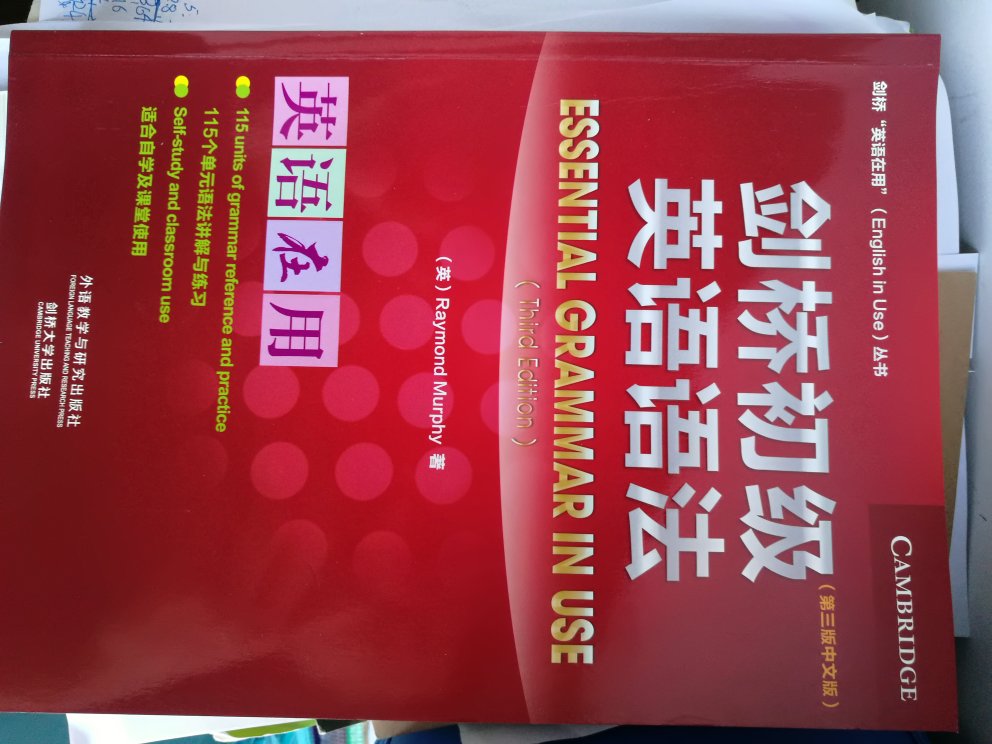 剑桥“英语在用”（English in Use）丛书
CAMBRIDGE
剑桥初级
英语语法
（第三版中文版）
ESSENTIAL GRAMMAR IN USE
（Third Edition）
（英）Raymond Murphy 著
英语在用
115 units of grammar reference and practice
115个单元语法讲解与练习
Self-study and classroom use
适合自学及课堂使用
外语教学与研究出版社
FOREIGN LANGUAGE TEACHING AND RESEARCH PRESS
剑桥大学出版社
CAMBRIDGE UNIVERSITY PRESS